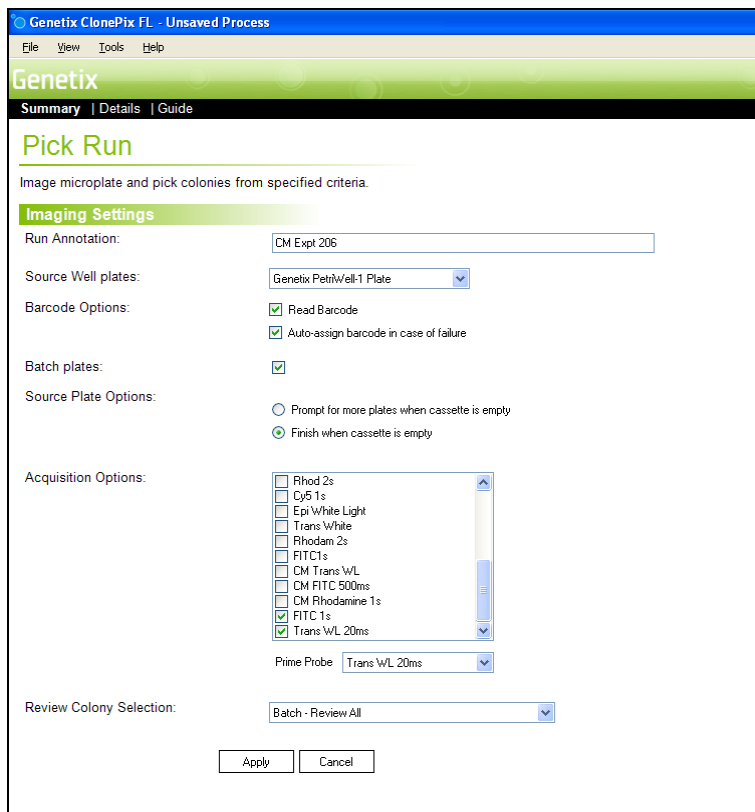 Genetix ClonePix FL - Unsaved Process
File View Tools Help
Genetix
Summary | Details | Guide
Pick Run
Image microplate and pick colonies from specified criteria.
Imaging Settings
Run Annotation: CM Expt 206
Source Well plates: Genetix PetriWell-1 Plate
Barcode Options: Read Barcode
Auto-assign barcode in case of failure
Batch plates:
Source Plate Options:
Prompt for more plates when cassette is empty
Finish when cassette is empty
Acquisition Options:
Rhod 2s
Cy5 1s
Epi White Light
Trans White
Rhodam 2s
FITC1s
CM Trans WL
CM FITC 500ms
CM Rhodamine 1s
FITC 1s
Trans WL 20ms
Prime Probe Trans WL 20ms
Review Colony Selection: Batch - Review All
Apply Cancel